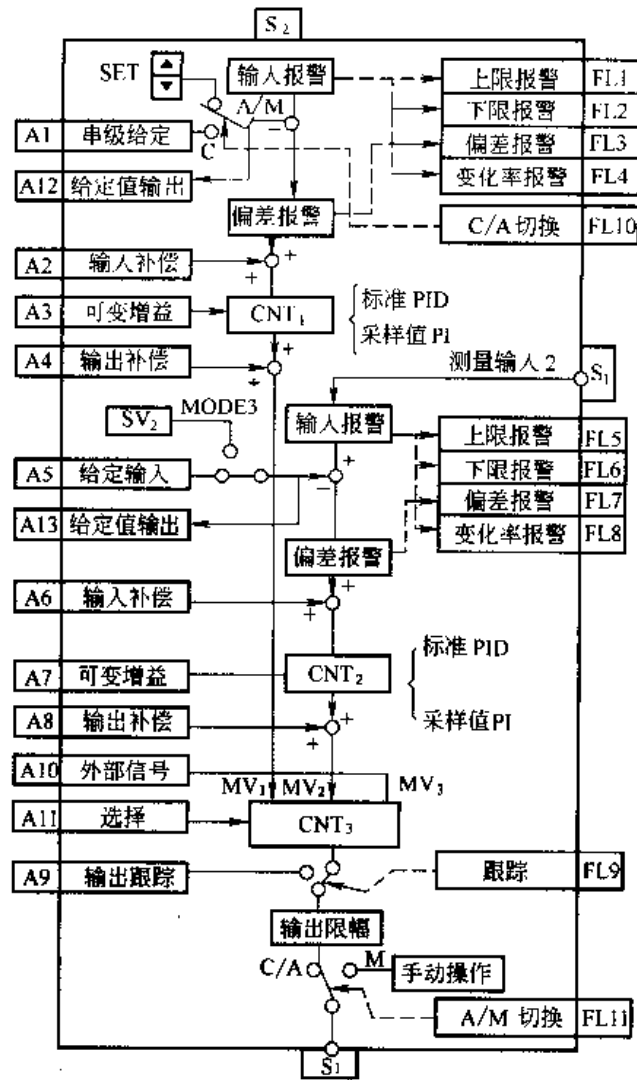 S₂
SET
输入报警
上限报警 FL1
A/M
下限报警 FL2
A1 串级给定
C
−
偏差报警 FL3
A12 给定值输出
变化率报警 FL4
偏差报警
C/A 切换 FL10
A2 输入补偿
+
+
标准 PID
A3 可变增益
CNT₁
采样值 PI
A4 输出补偿
+
+
测量输入 2
S₁
MODE3
SV₂
输入报警
上限报警 FL5
下限报警 FL6
A5 给定输入
+
−
偏差报警 FL7
A13 给定值输出
变化率报警 FL8
偏差报警
A6 输入补偿
+
+
标准 PID
A7 可变增益
CNT₂
A8 输出补偿
+
+
采样值 PI
A10 外部信号
MV₁
MV₂
MV₃
A11 选择
CNT₃
A9 输出跟踪
跟踪 FL9
输出限幅
C/A
M
手动操作
A/M 切换 FL11
S₁